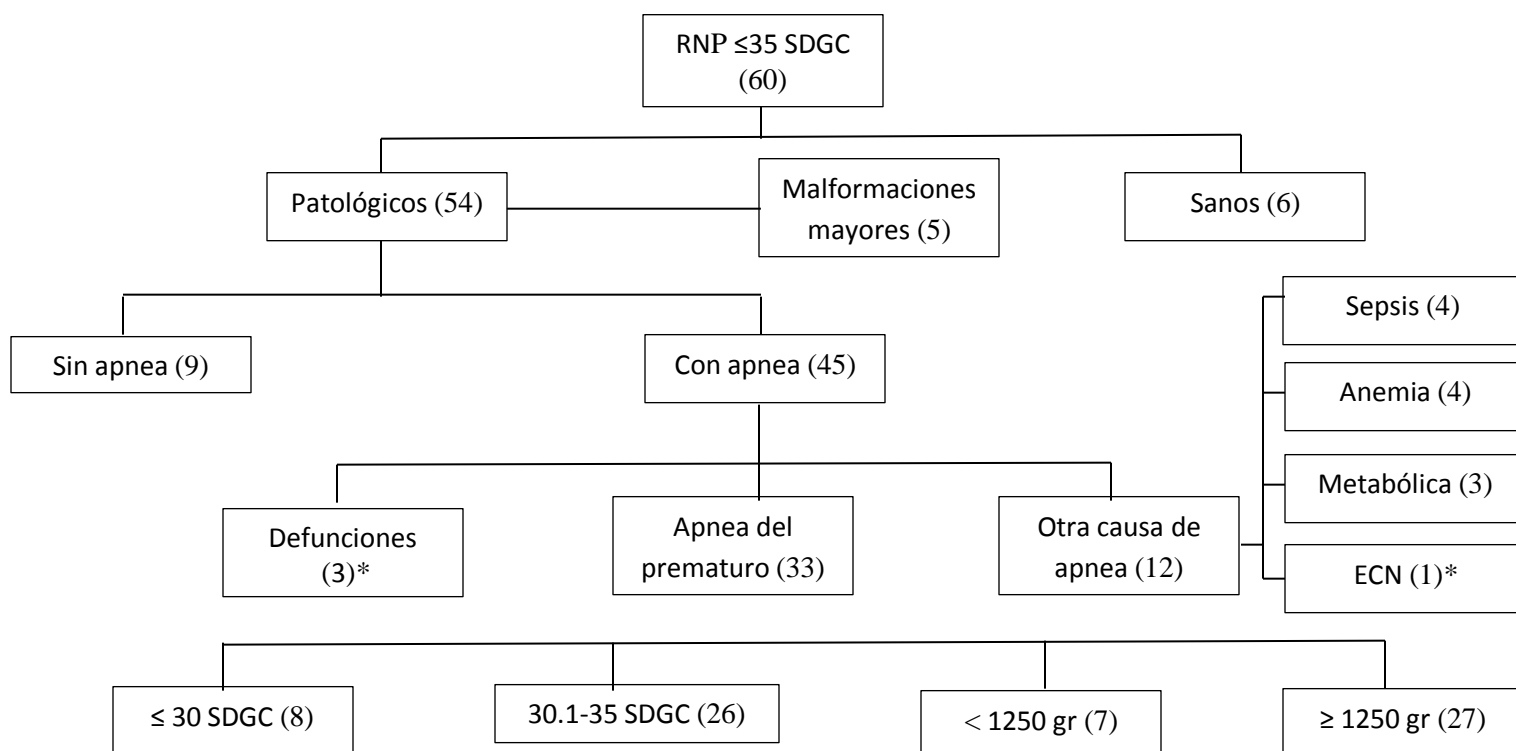 RNP ≤35 SDGC
(60)
Patológicos (54)
Malformaciones
mayores (5)
Sanos (6)
Sin apnea (9)
Con apnea (45)
Sepsis (4)
Anemia (4)
Metabólica (3)
ECN (1)*
Defunciones
(3)*
Apnea del
prematuro (33)
Otra causa de
apnea (12)
≤ 30 SDGC (8)
30.1-35 SDGC (26)
< 1250 gr (7)
≥ 1250 gr (27)